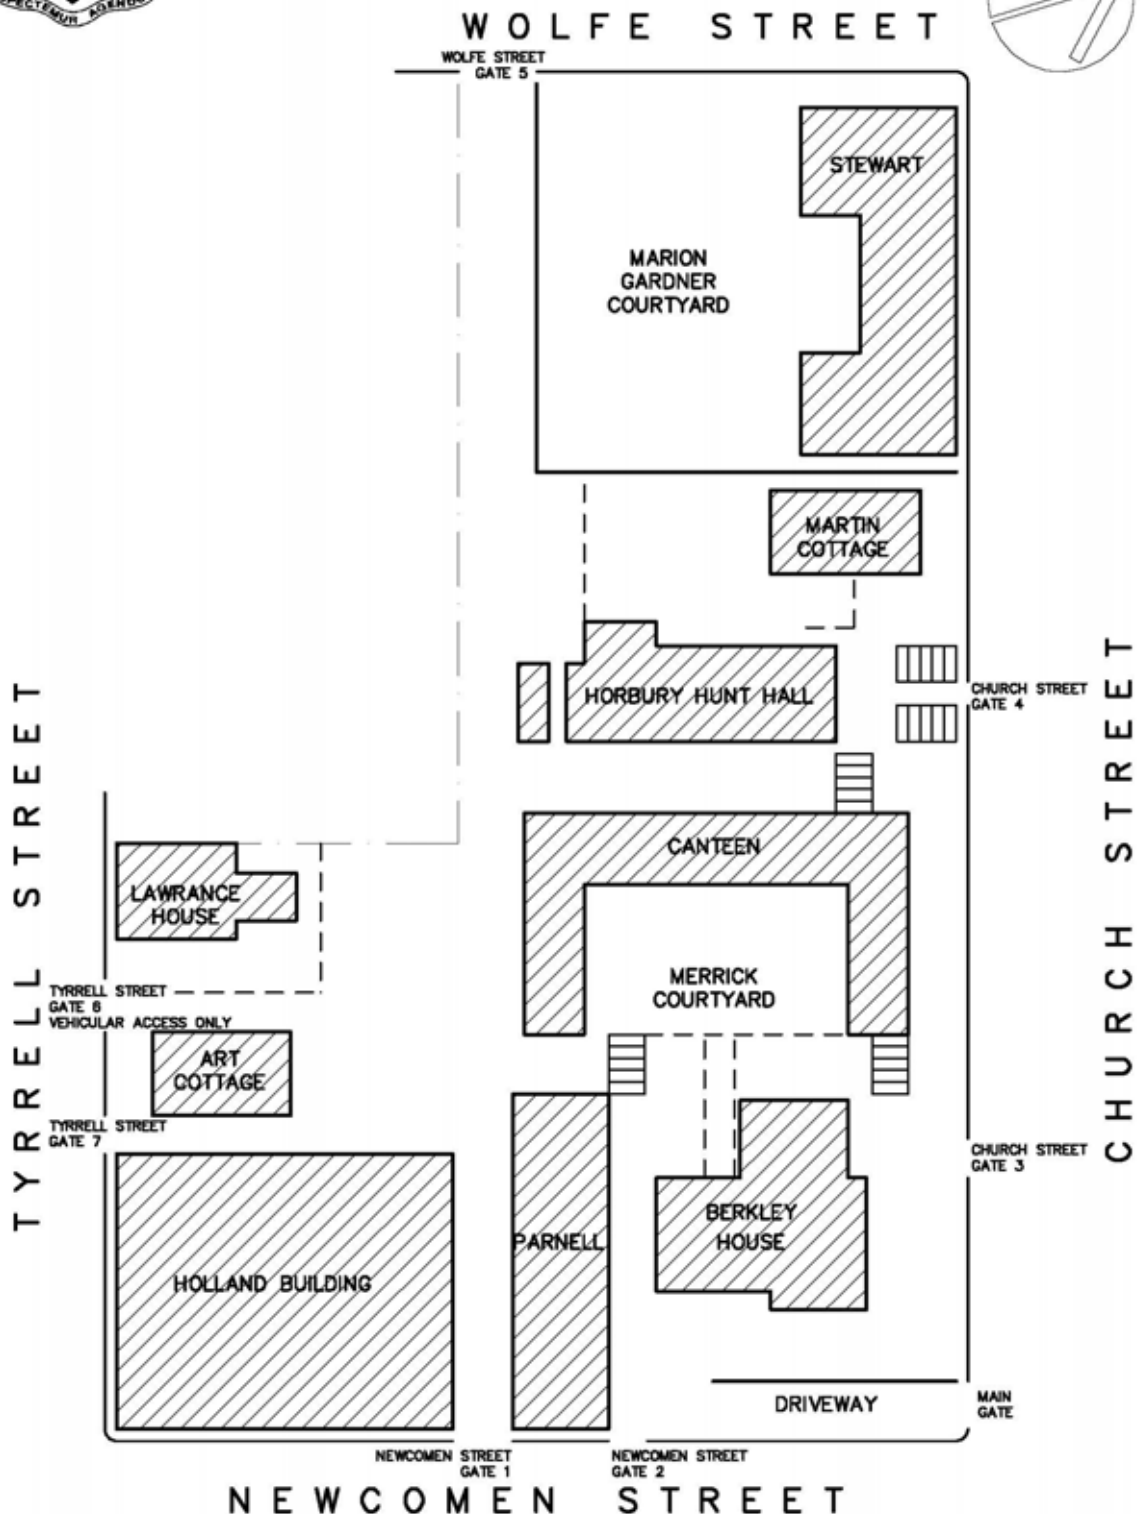 SPECTEMUR AGENDO
WOLFE STREET
WOLFE STREET
GATE 5
STEWART
MARION
GARDNER
COURTYARD
MARTIN
COTTAGE
HORBURY HUNT HALL
CHURCH STREET
GATE 4
CANTEEN
LAWRANCE
HOUSE
MERRICK
COURTYARD
TYRRELL STREET
GATE 6
VEHICULAR ACCESS ONLY
ART
COTTAGE
TYRRELL STREET
GATE 7
CHURCH STREET
GATE 3
PARNELL
BERKLEY
HOUSE
HOLLAND BUILDING
DRIVEWAY
MAIN
GATE
NEWCOMEN STREET
GATE 1
NEWCOMEN STREET
GATE 2
NEWCOMEN STREET
TYRRELL STREET
CHURCH STREET